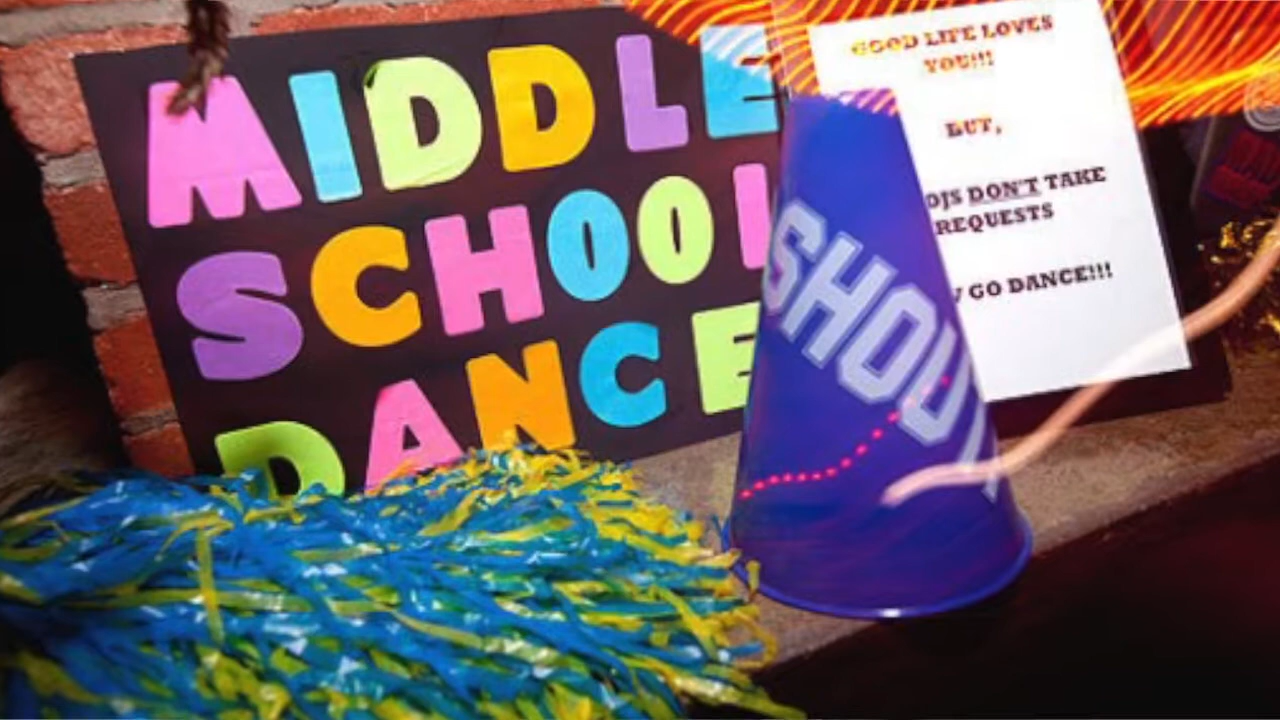 MIDDLE
SCHOOL
DANCE
SHOUT
GOOD LIFE LOVES
YOU!!!
BUT,
DJS DON'T TAKE
REQUESTS
GO DANCE!!!